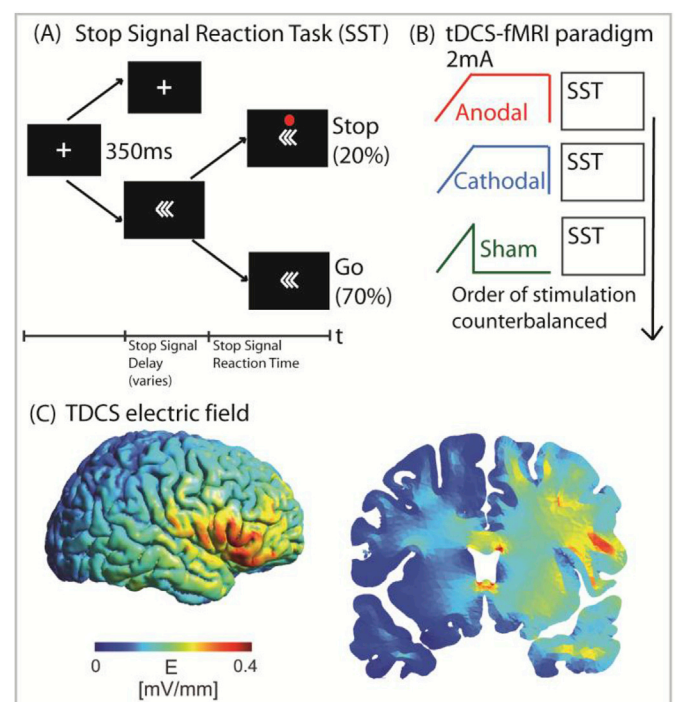 (A) Stop Signal Reaction Task (SST)
350ms
Stop
(20%)
Go
(70%)
t
Stop Signal
Delay
(varies)
Stop Signal
Reaction Time
(B) tDCS-fMRI paradigm
2mA
Anodal
SST
Cathodal
SST
Sham
SST
Order of stimulation
counterbalanced
(C) TDCS electric field
0 E 0.4
[mV/mm]